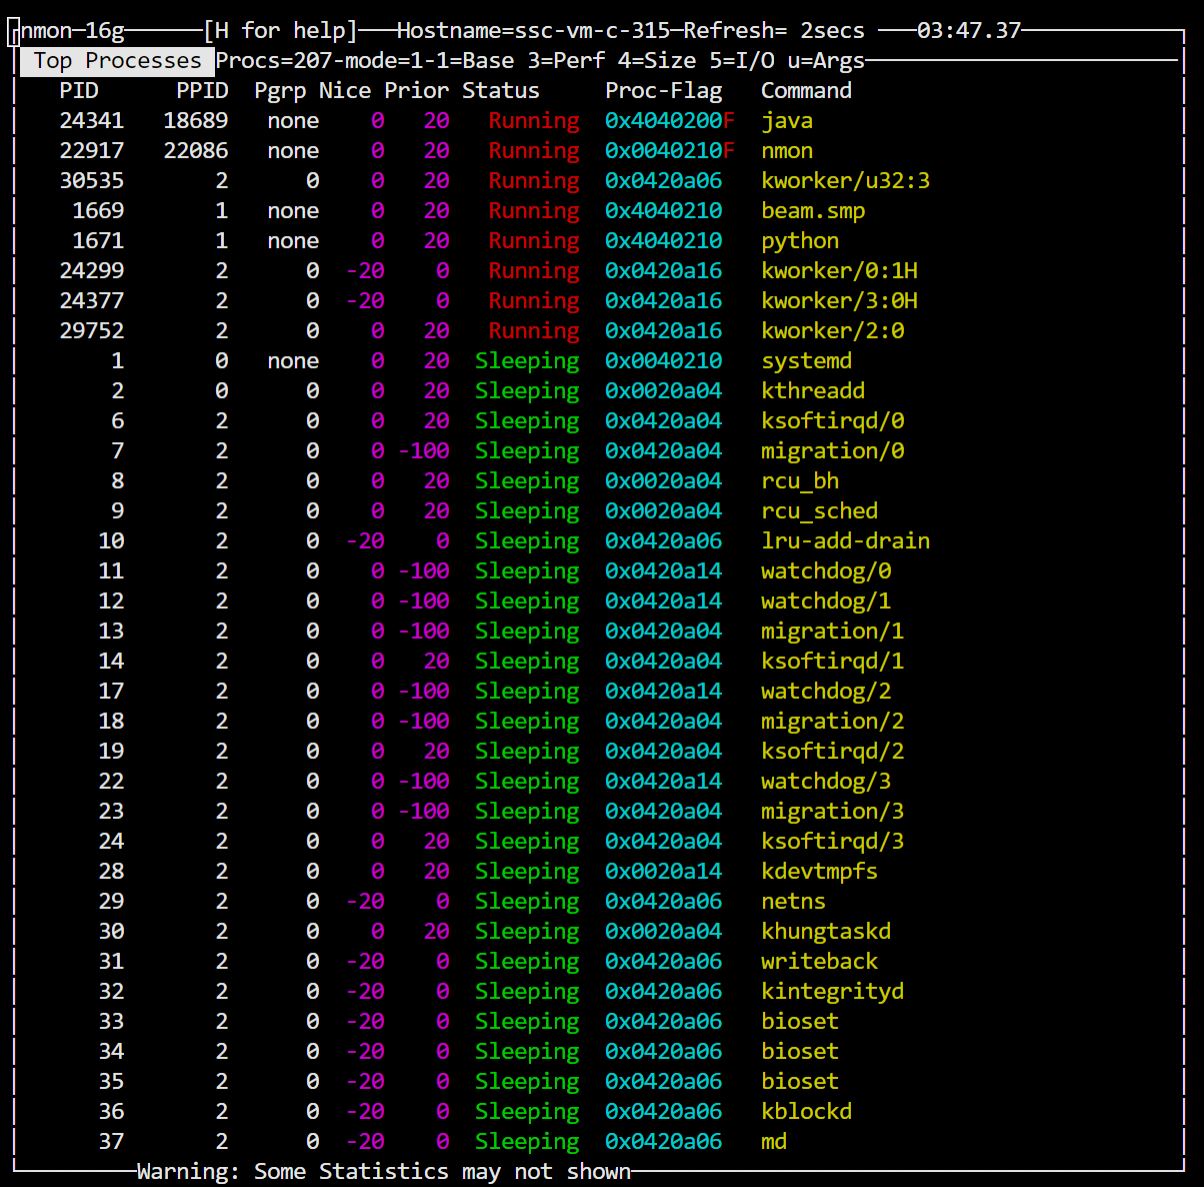 nmon─16g──────[H for help]───Hostname=ssc-vm-c-315─Refresh= 2secs ───03:47.37─────────────
Top Processes Procs=207-mode=1-1=Base 3=Perf 4=Size 5=I/O u=Args────────────────────────
PID PPID Pgrp Nice Prior Status Proc-Flag Command
24341 18689 none 0 20 Running 0x4040200F java
22917 22086 none 0 20 Running 0x0040210F nmon
30535 2 0 0 20 Running 0x0420a06 kworker/u32:3
1669 1 none 0 20 Running 0x4040210 beam.smp
1671 1 none 0 20 Running 0x4040210 python
24299 2 0 -20 0 Running 0x0420a16 kworker/0:1H
24377 2 0 -20 0 Running 0x0420a16 kworker/3:0H
29752 2 0 0 20 Running 0x0420a16 kworker/2:0
1 0 none 0 20 Sleeping 0x0040210 systemd
2 0 0 0 20 Sleeping 0x0020a04 kthreadd
6 2 0 0 20 Sleeping 0x0420a04 ksoftirqd/0
7 2 0 0 -100 Sleeping 0x0420a04 migration/0
8 2 0 0 20 Sleeping 0x0020a04 rcu_bh
9 2 0 0 20 Sleeping 0x0020a04 rcu_sched
10 2 0 -20 0 Sleeping 0x0420a06 lru-add-drain
11 2 0 0 -100 Sleeping 0x0420a14 watchdog/0
12 2 0 0 -100 Sleeping 0x0420a14 watchdog/1
13 2 0 0 -100 Sleeping 0x0420a04 migration/1
14 2 0 0 20 Sleeping 0x0420a04 ksoftirqd/1
17 2 0 0 -100 Sleeping 0x0420a14 watchdog/2
18 2 0 0 -100 Sleeping 0x0420a04 migration/2
19 2 0 0 20 Sleeping 0x0420a04 ksoftirqd/2
22 2 0 0 -100 Sleeping 0x0420a14 watchdog/3
23 2 0 0 -100 Sleeping 0x0420a04 migration/3
24 2 0 0 20 Sleeping 0x0420a04 ksoftirqd/3
28 2 0 0 20 Sleeping 0x0020a14 kdevtmpfs
29 2 0 -20 0 Sleeping 0x0420a06 netns
30 2 0 0 20 Sleeping 0x0020a04 khungtaskd
31 2 0 -20 0 Sleeping 0x0420a06 writeback
32 2 0 -20 0 Sleeping 0x0420a06 kintegrityd
33 2 0 -20 0 Sleeping 0x0420a06 bioset
34 2 0 -20 0 Sleeping 0x0420a06 bioset
35 2 0 -20 0 Sleeping 0x0420a06 bioset
36 2 0 -20 0 Sleeping 0x0420a06 kblockd
37 2 0 -20 0 Sleeping 0x0420a06 md
Warning: Some Statistics may not shown